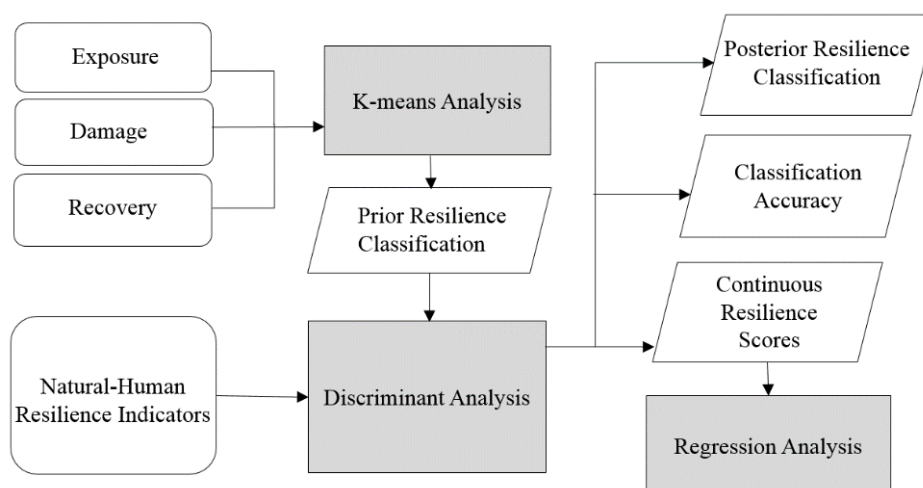 Exposure
Damage
Recovery
Natural-Human
Resilience Indicators
K-means Analysis
Prior Resilience
Classification
Discriminant Analysis
Posterior Resilience
Classification
Classification
Accuracy
Continuous
Resilience
Scores
Regression Analysis